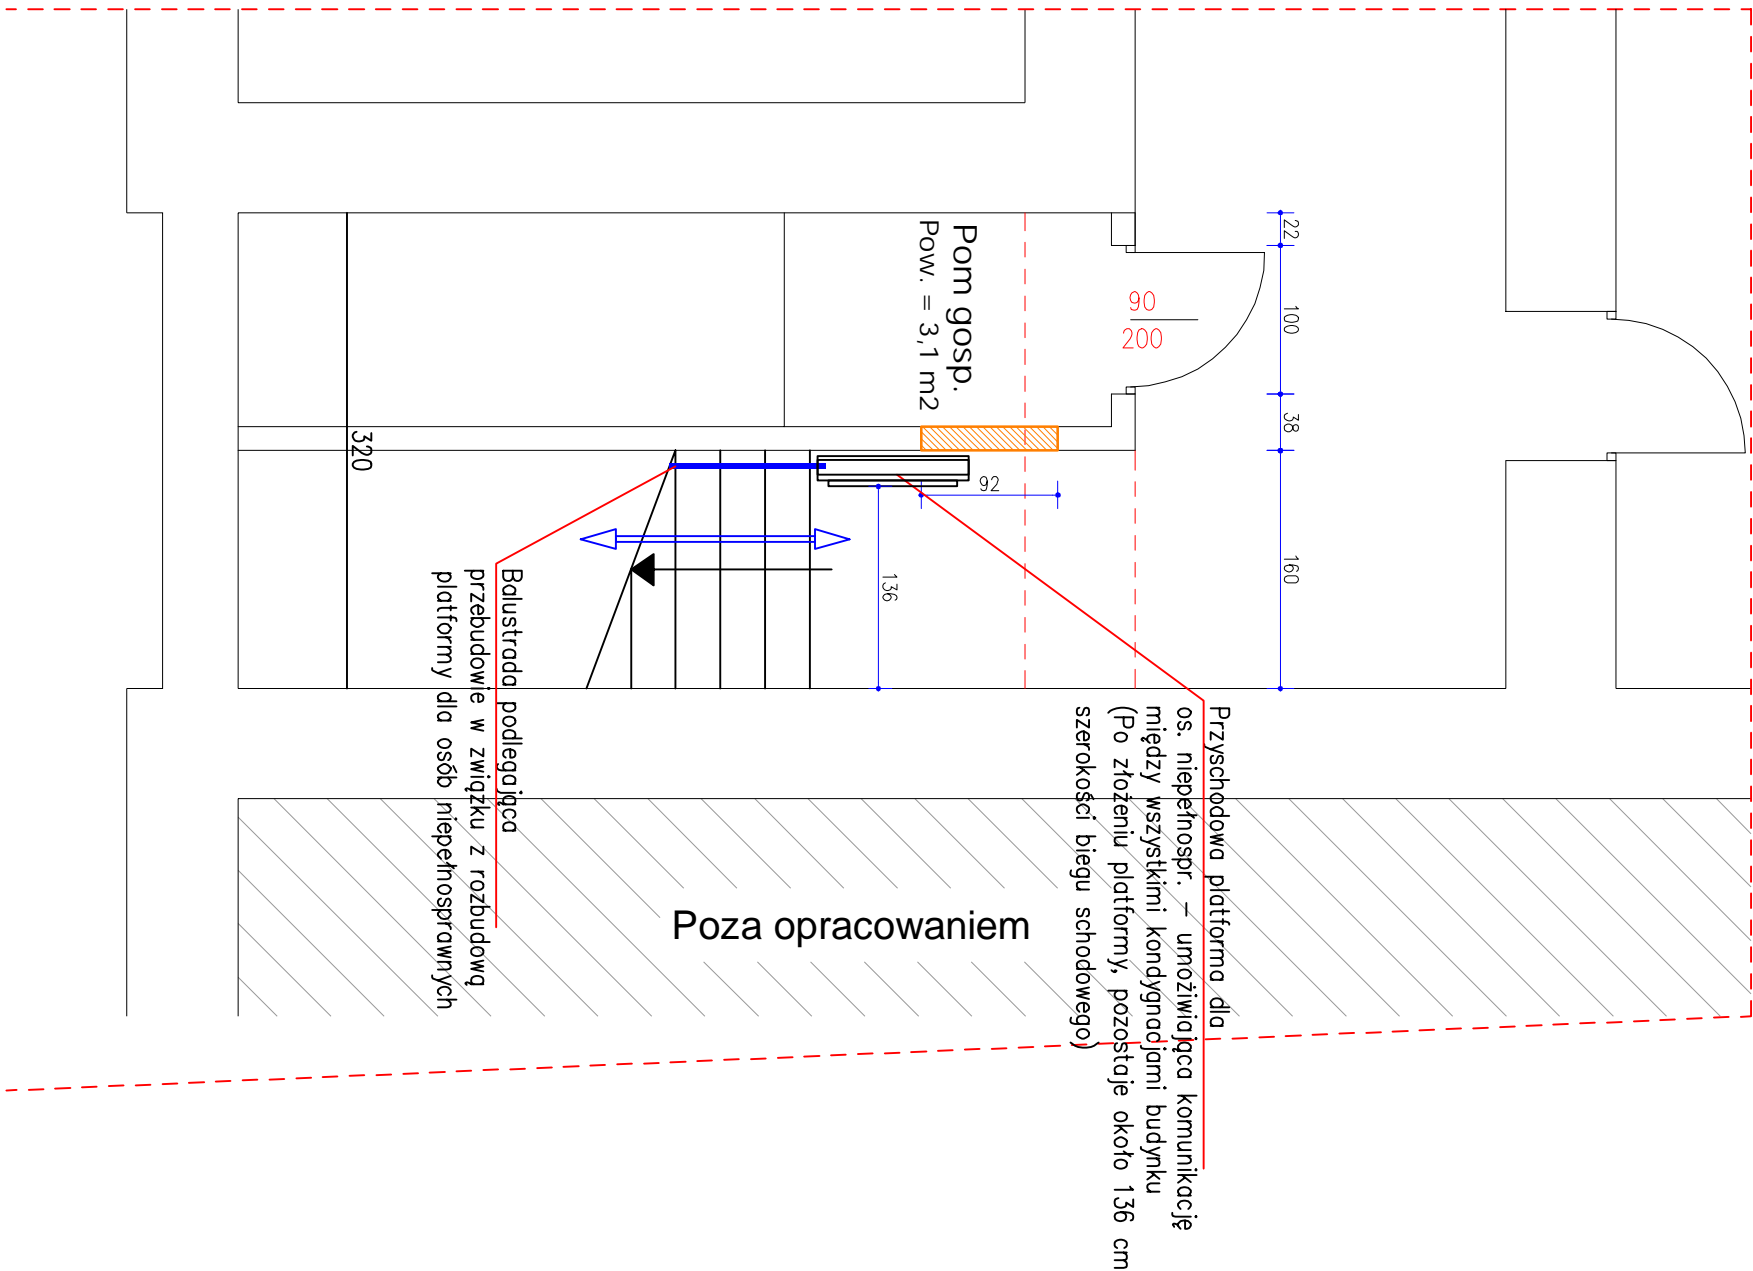 22
100
38
160
90
200
Pom gosp.
Pow. = 3,1 m2
92
136
320
Przyschodowa platforma dla
os. niepełnospr. – umożiwiająca komunikację
między wszystkimi kondygnacjami budynku
(Po złożeniu platformy, pozostaje około 136 cm
szerokości biegu schodowego)
Balustrada podlegająca
przebudowie w związku z rozbudową
platformy dla osób niepełnosprawnych
Poza opracowaniem